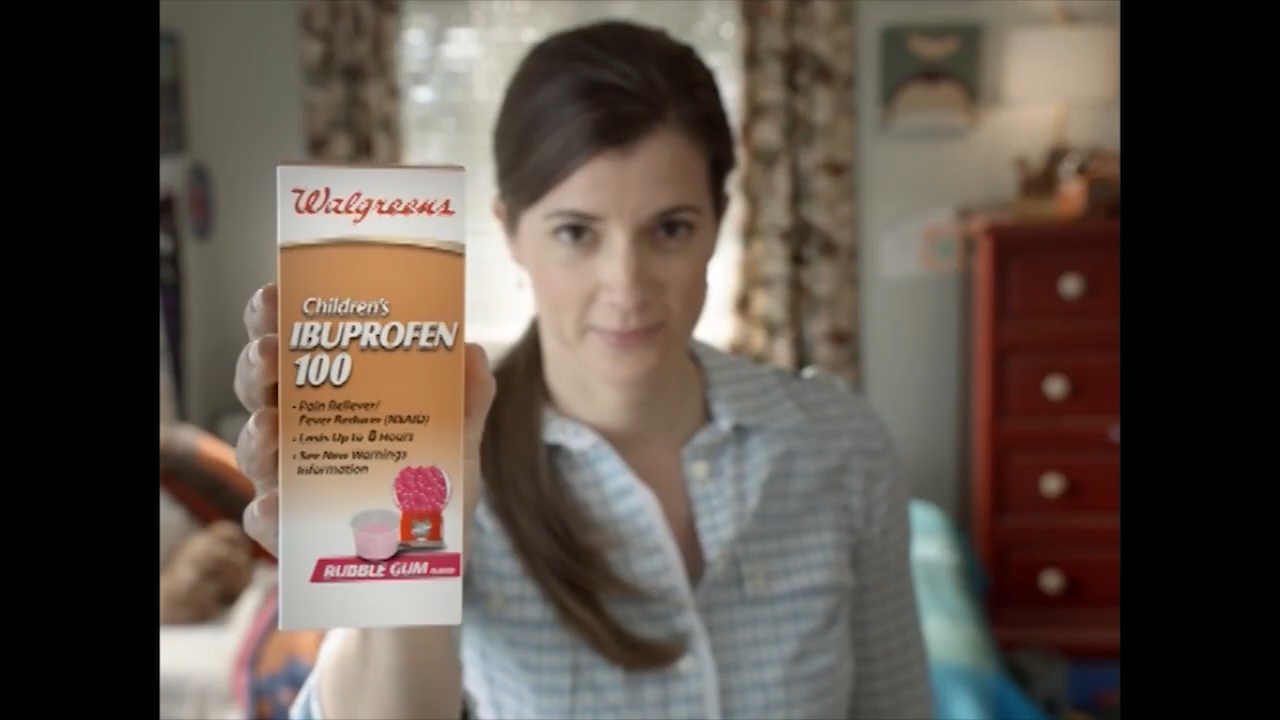 Walgreens
Children's
IBUPROFEN
100
• Pain Reliever/
Fever Reducer (NSAID)
• Lasts Up to 8 Hours
• See New Warnings
Information
BUBBLE GUM